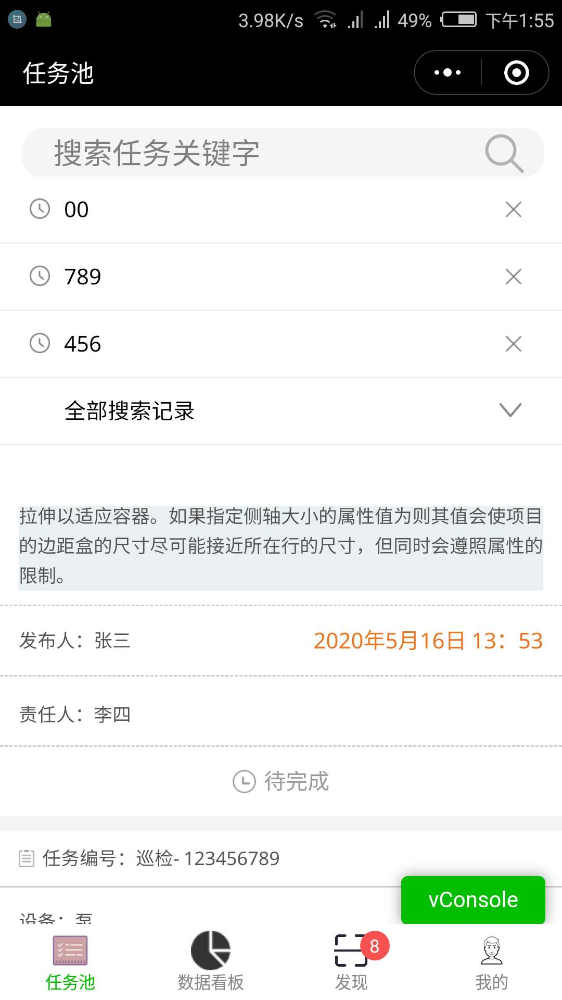 3.98K/s 49% 下午1:55
任务池
搜索任务关键字
00
789
456
全部搜索记录
拉伸以适应容器。如果指定侧轴大小的属性值为则其值会使项目
的边距盒的尺寸尽可能接近所在行的尺寸，但同时会遵照属性的
限制。
发布人：张三 2020年5月16日 13：53
责任人：李四
待完成
任务编号：巡检- 123456789
vConsole
设备：泵
8
任务池 数据看板 发现 我的